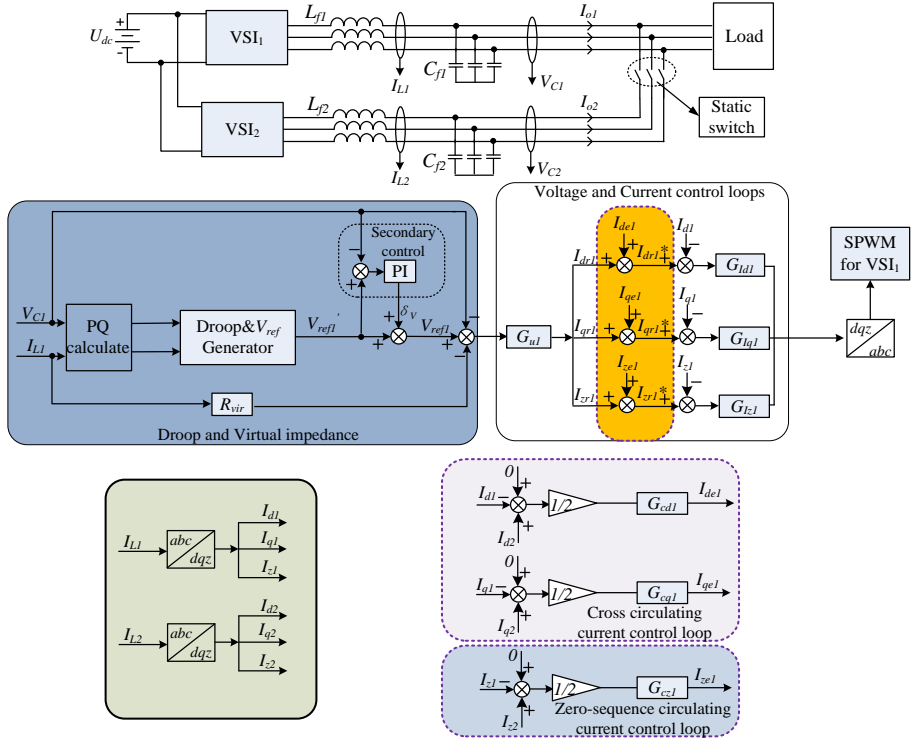 L_f1
I_o1
U_dc
+
-
VSI₁
Load
C_f1
I_L1
V_C1
L_f2
I_o2
VSI₂
Static
switch
C_f2
I_L2
V_C2
Voltage and Current control loops
Secondary
control
PI
δ_V
V_C1
I_L1
PQ
calculate
Droop&V_ref
Generator
V_ref1'
V_ref1
R_vir
Droop and Virtual impedance
G_u1
I_de1
I_d1
I_dr1
I_dr1*
G_Id1
I_qe1
I_q1
I_qr1
I_qr1*
G_Iq1
I_ze1
I_z1
I_zr1
I_zr1*
G_Iz1
SPWM
for VSI₁
dqz
abc
I_L1
abc
dqz
I_d1
I_q1
I_z1
I_L2
abc
dqz
I_d2
I_q2
I_z2
0
I_d1
I_d2
1/2
G_cd1
I_de1
0
I_q1
I_q2
1/2
G_cq1
I_qe1
Cross circulating
current control loop
0
I_z1
I_z2
1/2
G_cz1
I_ze1
Zero-sequence circulating
current control loop